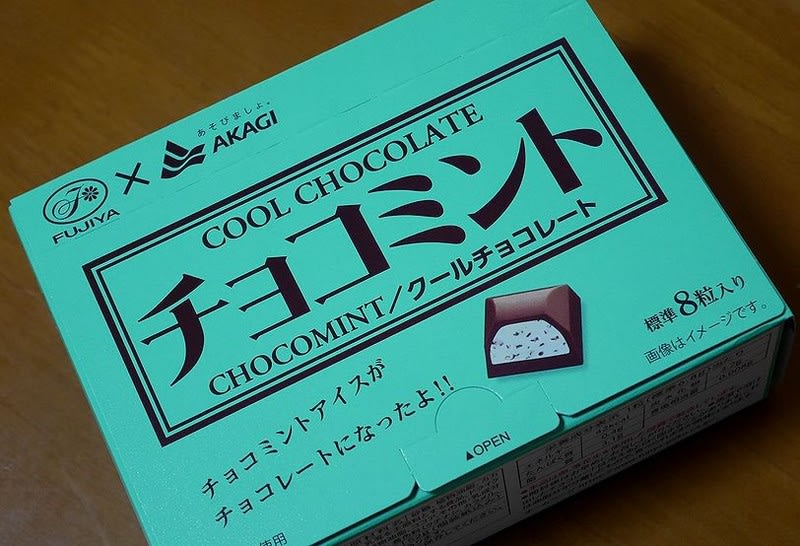 FUJIYA
×
あそびましょ。
AKAGI
COOL CHOCOLATE
チョコミント
CHOCOMINT/クールチョコレート
チョコミントアイスが
チョコレートになったよ!!
標準8粒入り
画像はイメージです。
▲OPEN
使用